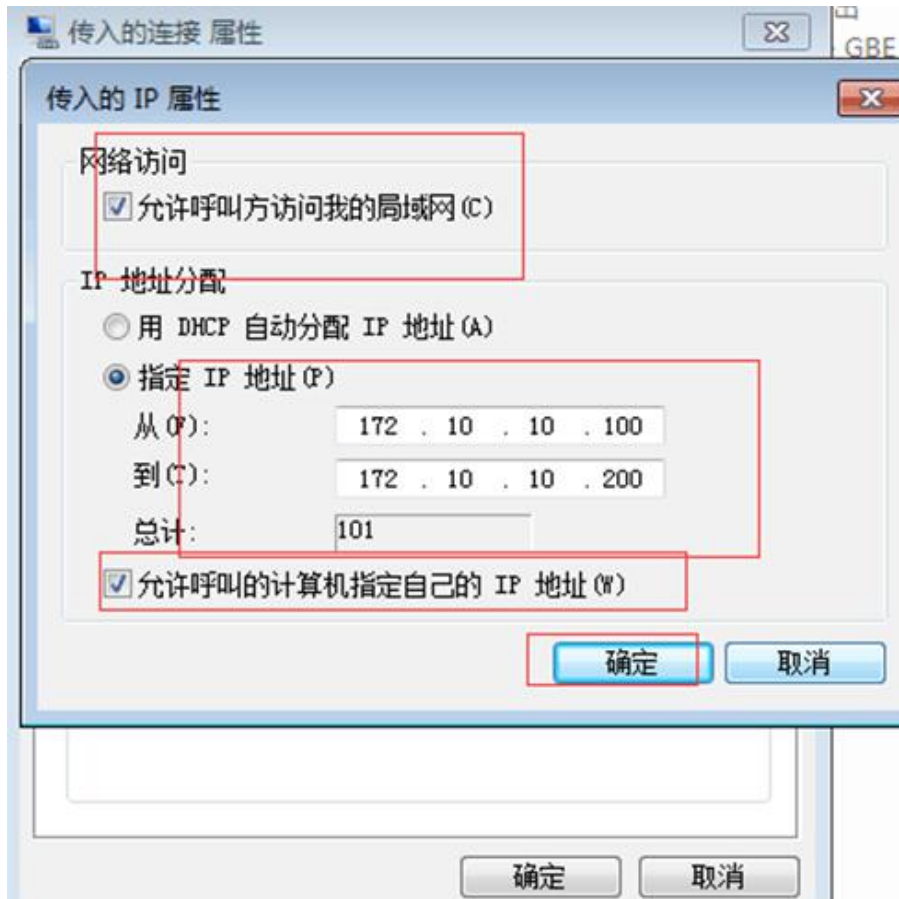 传入的连接 属性
GBE
传入的 IP 属性
网络访问
允许呼叫方访问我的局域网(C)
IP 地址分配
用 DHCP 自动分配 IP 地址(A)
指定 IP 地址(P)
从(F): 172 . 10 . 10 . 100
到(T): 172 . 10 . 10 . 200
总计: 101
允许呼叫的计算机指定自己的 IP 地址(W)
确定 取消
确定 取消